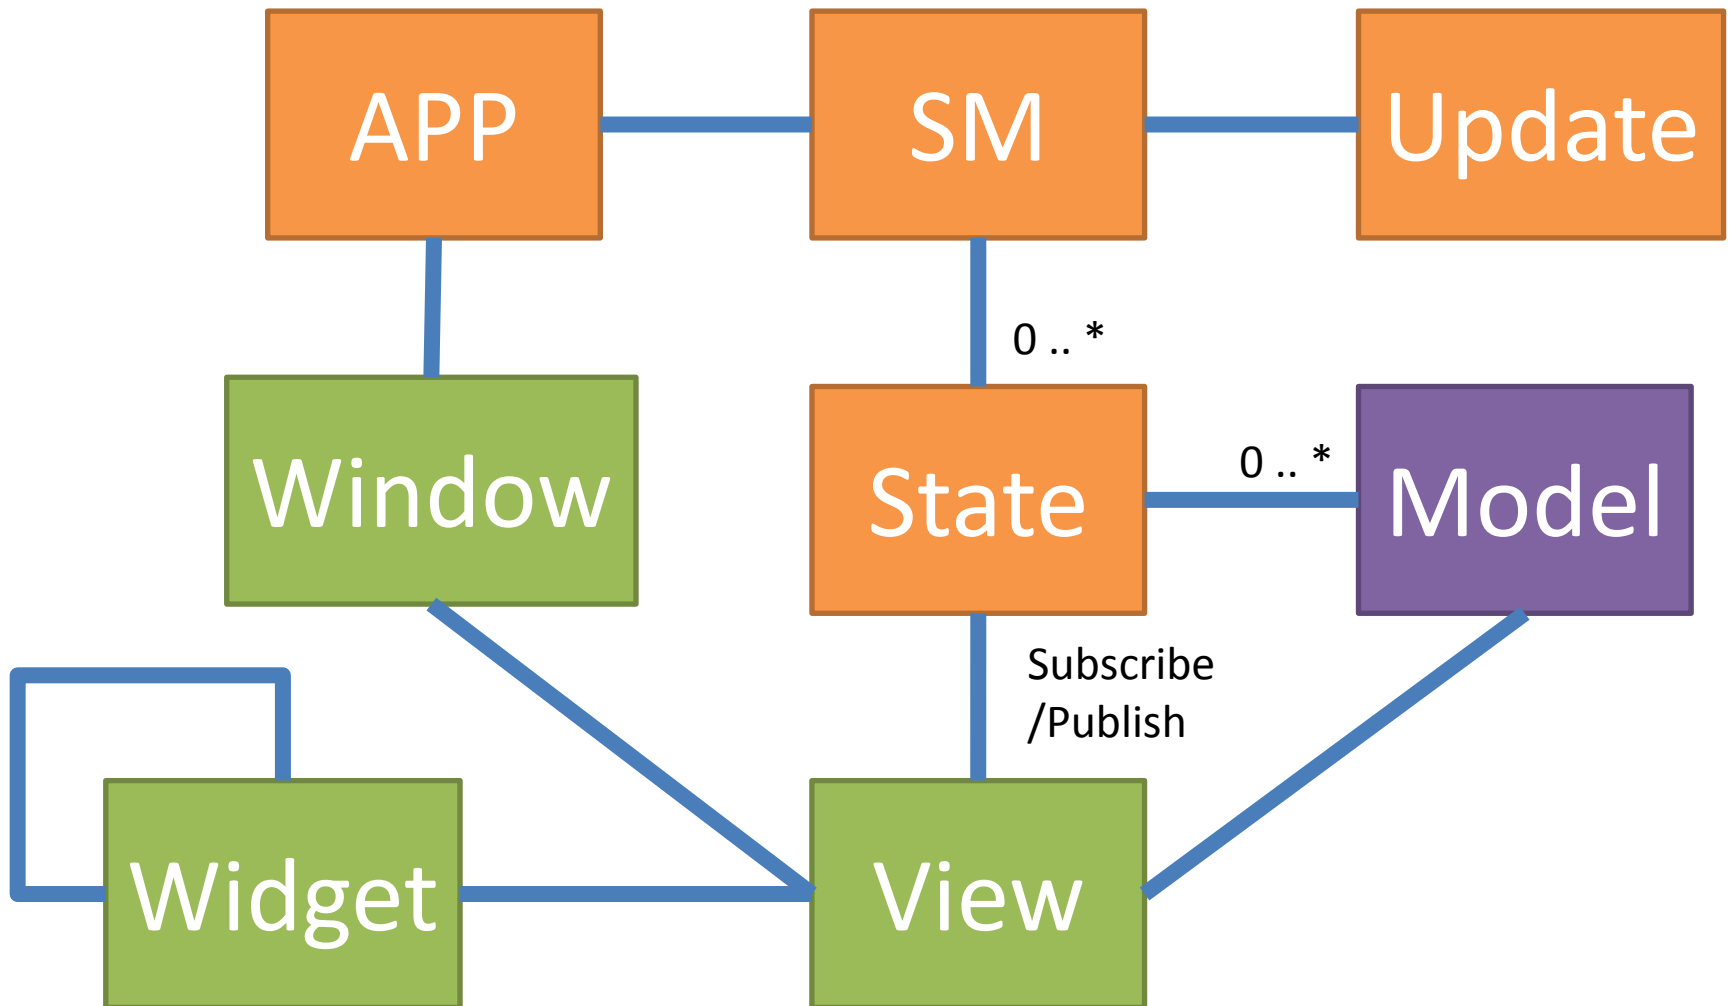 APP
SM
Update
0 .. *
Window
State
0 .. *
Model
Subscribe
/Publish
Widget
View